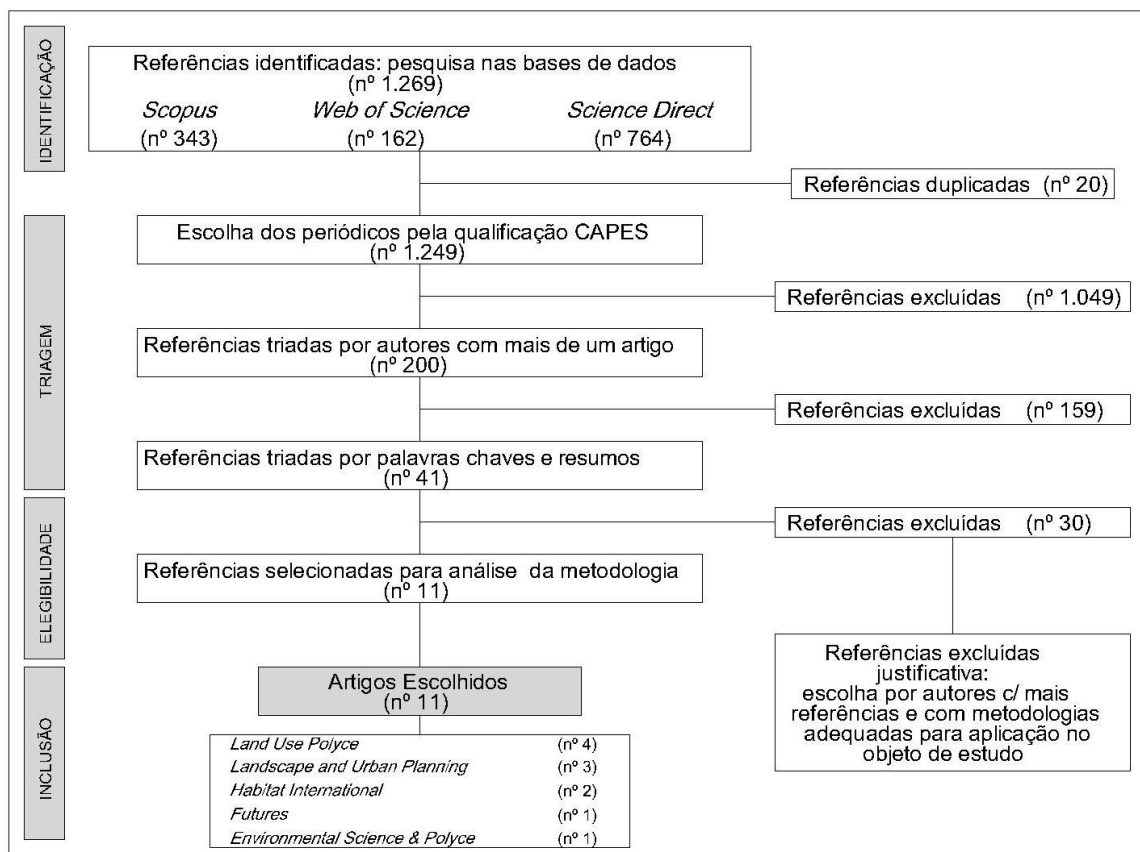 IDENTIFICAÇÃO
Referências identificadas: pesquisa nas bases de dados
(nº 1.269)
Scopus Web of Science Science Direct
(nº 343) (nº 162) (nº 764)
Referências duplicadas (nº 20)
TRIAGEM
Escolha dos periódicos pela qualificação CAPES
(nº 1.249)
Referências excluídas (nº 1.049)
Referências triadas por autores com mais de um artigo
(nº 200)
Referências excluídas (nº 159)
Referências triadas por palavras chaves e resumos
(nº 41)
ELEGIBILIDADE
Referências excluídas (nº 30)
Referências selecionadas para análise da metodologia
(nº 11)
Referências excluídas
justificativa:
escolha por autores c/ mais
referências e com metodologias
adequadas para aplicação no
objeto de estudo
INCLUSÃO
Artigos Escolhidos
(nº 11)
Land Use Polyce (nº 4)
Landscape and Urban Planning (nº 3)
Habitat International (nº 2)
Futures (nº 1)
Environmental Science & Polyce (nº 1)